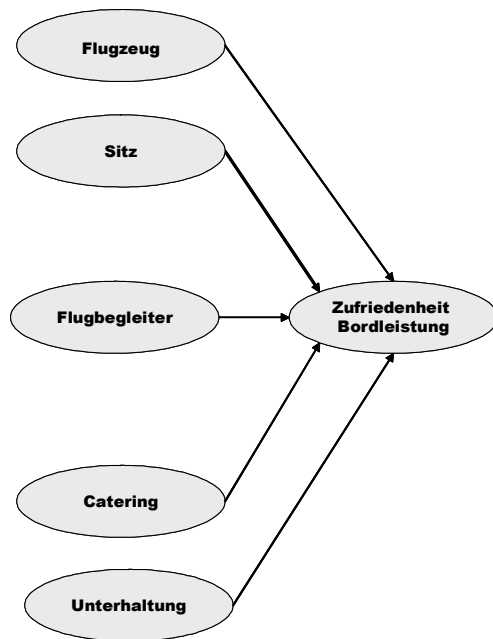 Flugzeug
Sitz
Flugbegleiter
Zufriedenheit
Bordleistung
Catering
Unterhaltung